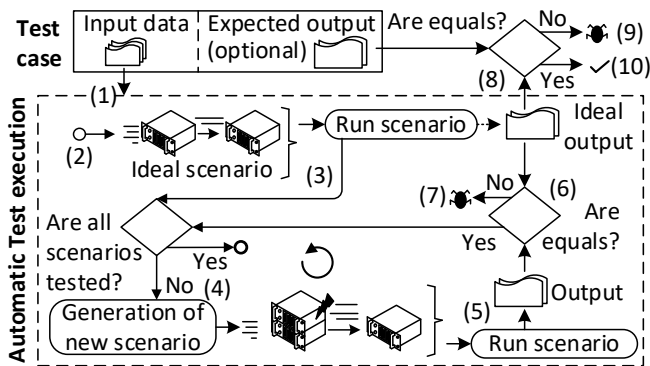 Test
case
Input data
Expected output
(optional)
Are equals?
No
(9)
(8)
Yes
(10)
Automatic Test execution
(1)
(2)
Ideal scenario
(3)
Run scenario
Ideal
output
(7)
No
(6)
Are
equals?
Yes
Are all
scenarios
tested?
Yes
No
(4)
Generation of
new scenario
(5)
Output
Run scenario